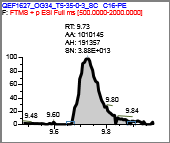 QEF1527_OG34_T5-35-0-3_SC C16-PE
F: FTMS + p ESI Full ms [500.0000-2000.0000]
RT: 9.73
AA: 1010145
AH: 191357
SN: 3.88E+013
100
80
60
40
20
0
9.48
9.60
9.80
9.84
9.6
9.8